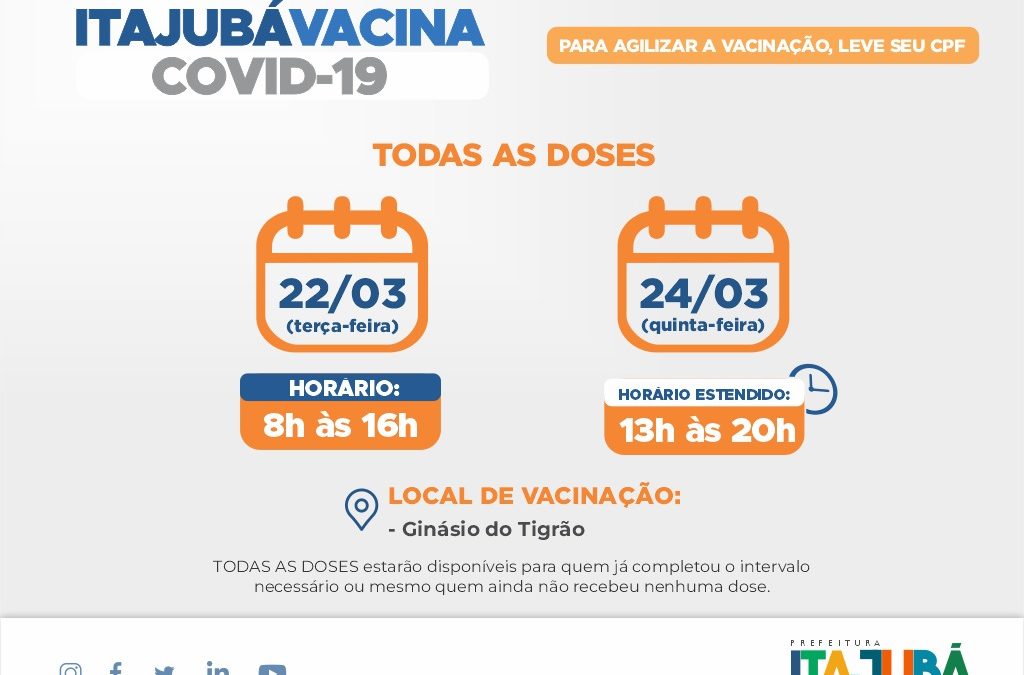 ITAJUBÁVACINA
COVID-19
PARA AGILIZAR A VACINAÇÃO, LEVE SEU CPF
TODAS AS DOSES
22/03
(terça-feira)
HORÁRIO:
8h às 16h
24/03
(quinta-feira)
HORÁRIO ESTENDIDO:
13h às 20h
LOCAL DE VACINAÇÃO:
- Ginásio do Tigrão
TODAS AS DOSES estarão disponíveis para quem já completou o intervalo
necessário ou mesmo quem ainda não recebeu nenhuma dose.
PREFEITURA
ITAJUBÁ